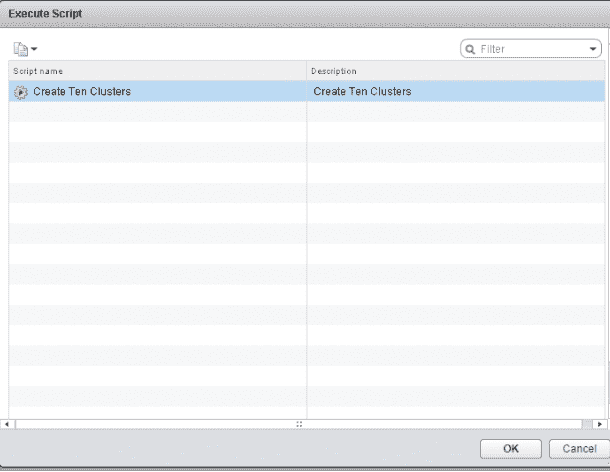 Execute Script
Filter
Script name Description
Create Ten Clusters Create Ten Clusters
OK Cancel